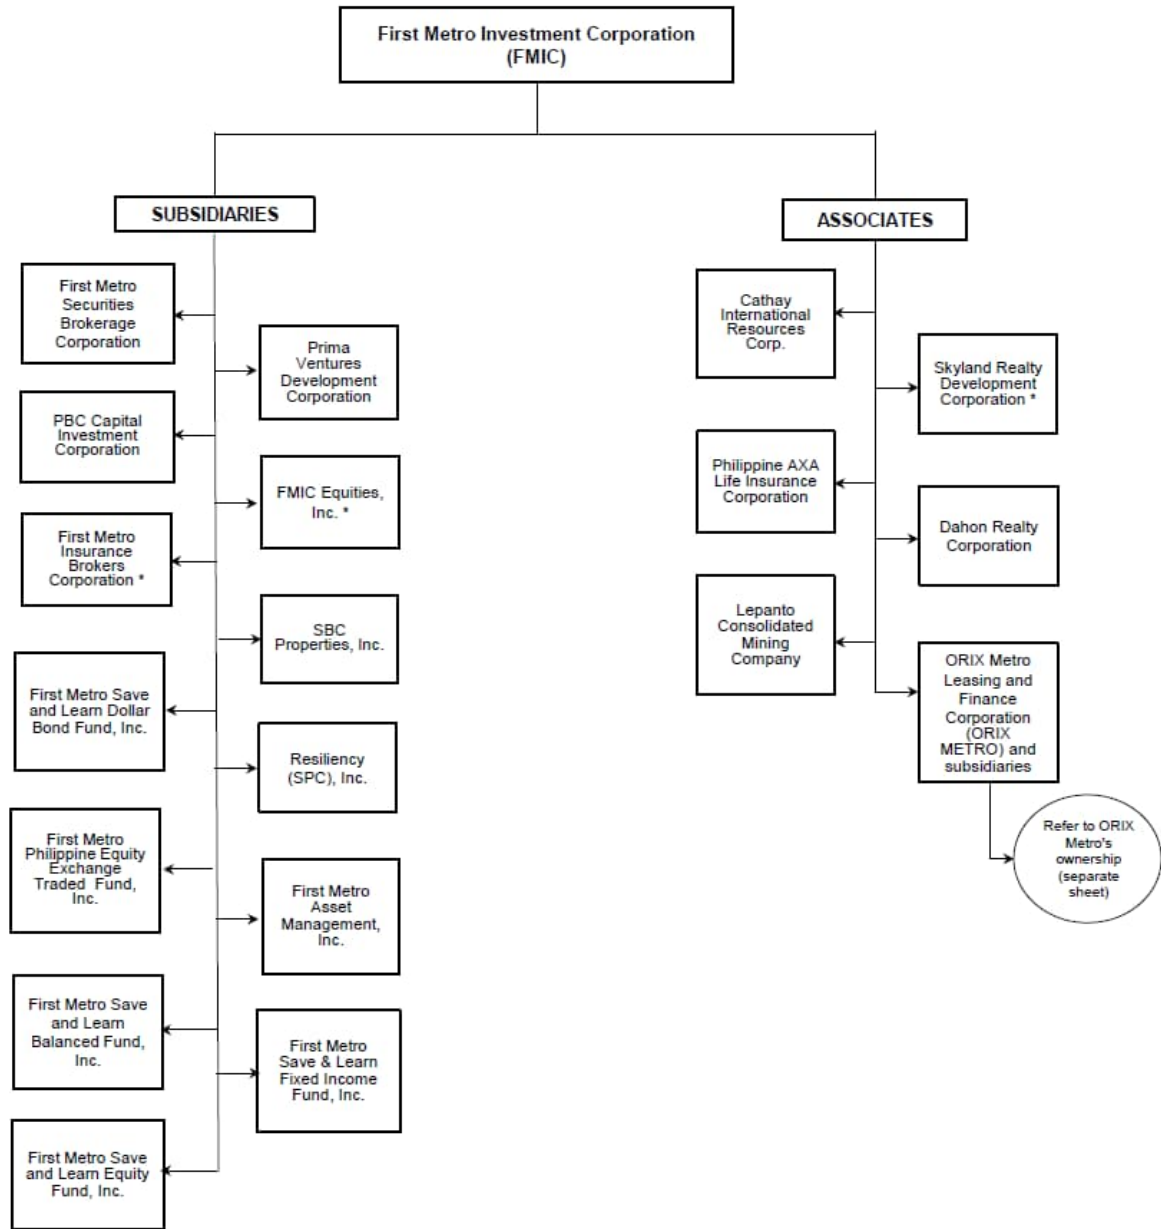 First Metro Investment Corporation
(FMIC)
SUBSIDIARIES
First Metro
Securities
Brokerage
Corporation
Prima
Ventures
Development
Corporation
PBC Capital
Investment
Corporation
FMIC Equities,
Inc. *
First Metro
Insurance
Brokers
Corporation *
SBC
Properties, Inc.
First Metro Save
and Learn Dollar
Bond Fund, Inc.
Resiliency
(SPC), Inc.
First Metro
Philippine Equity
Exchange
Traded Fund,
Inc.
First Metro
Asset
Management,
Inc.
First Metro Save
and Learn
Balanced Fund,
Inc.
First Metro
Save & Learn
Fixed Income
Fund, Inc.
First Metro Save
and Learn Equity
Fund, Inc.
ASSOCIATES
Cathay
International
Resources
Corp.
Skyland Realty
Development
Corporation *
Philippine AXA
Life Insurance
Corporation
Dahon Realty
Corporation
Lepanto
Consolidated
Mining
Company
ORIX Metro
Leasing and
Finance
Corporation
(ORIX
METRO) and
subsidiaries
Refer to ORIX
Metro's
ownership
(separate
sheet)